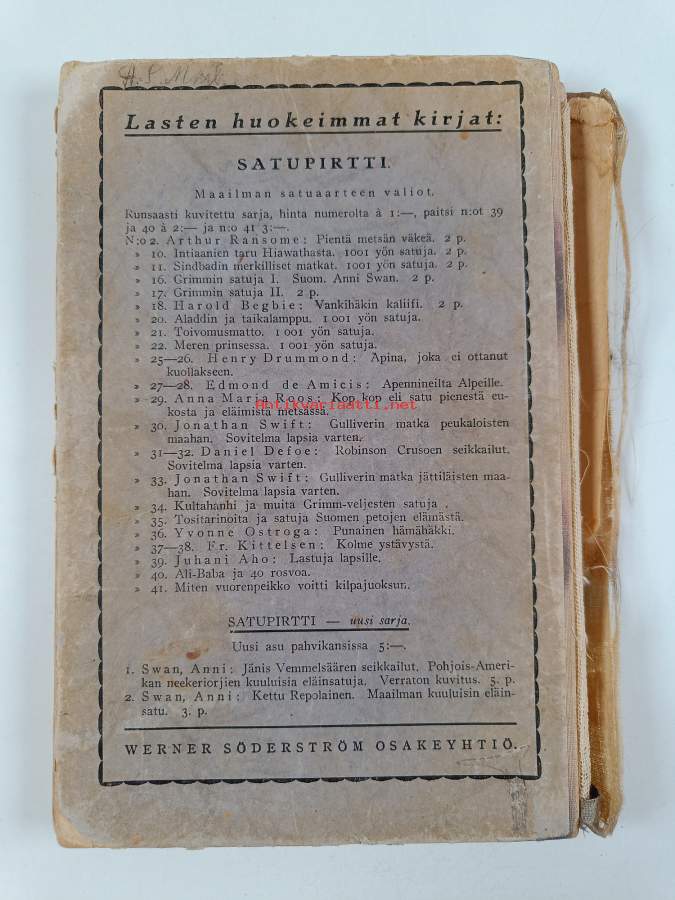 Lasten huokeimmat kirjat:
SATUPIRTTI.
Maailman satuaarteen valiot.
Runsaasti kuvitettu sarja, hinta numerolta à 1:—, paitsi n:ot 39
ja 40 à 2:— ja n:o 41 3:—.
N:o 2. Arthur Ransome: Pientä metsän väkeä. 2 p.
» 10. Intiaanien taru Hiawathasta. 1001 yön satuja. 2 p.
» 11. Sindbadin merkilliset matkat. 1001 yön satuja. 2 p.
» 16. Grimmin satuja I. Suom. Anni Swan. 2 p.
» 17. Grimmin satuja II. 2 p.
» 18. Harold Begbie: Vankihäkin kaliifi. 2 p.
» 20. Aladdin ja taikalamppu. 1001 yön satuja.
» 21. Toivomusmatto. 1001 yön satuja.
» 22. Meren prinsessa. 1001 yön satuja.
» 25—26. Henry Drummond: Apina, joka ei ottanut
kuollakseen.
» 27—28. Edmond de Amicis: Apennineilta Alpeille.
» 29. Anna Maria Roos: Kop kop eli satu pienestä eu-
kosta ja eläimistä metsässä.
Antikvariaatti.net
» 30. Jonathan Swift: Gulliverin matka peukaloisten
maahan. Sovitelma lapsia varten.
» 31—32. Daniel Defoe: Robinson Crusoen seikkailut.
Sovitelma lapsia varten.
» 33. Jonathan Swift: Gulliverin matka jättiläisten maa-
han. Sovitelma lapsia varten.
» 34. Kultahanhi ja muita Grimm-veljesten satuja.
» 35. Tositarinoita ja satuja Suomen petojen elämästä.
» 36. Yvonne Ostroga: Punainen hämähäkki.
» 37—38. Fr. Kittelsen: Kolme ystävystä.
» 39. Juhani Aho: Lastuja lapsille.
» 40. Ali-Baba ja 40 rosvoa.
» 41. Miten vuorenpeikko voitti kilpajuoksun.
SATUPIRTTI — uusi sarja.
Uusi asu pahvikansissa 5:—.
1. Swan, Anni: Jänis Vemmelsäären seikkailut. Pohjois-Ameri-
kan neekeriorjien kuuluisia eläinsatuja. Verraton kuvitus. 5. p.
2. Swan, Anni: Kettu Repolainen. Maailman kuuluisin eläin-
satu. 3. p.
WERNER SÖDERSTRÖM OSAKEYHTIÖ.